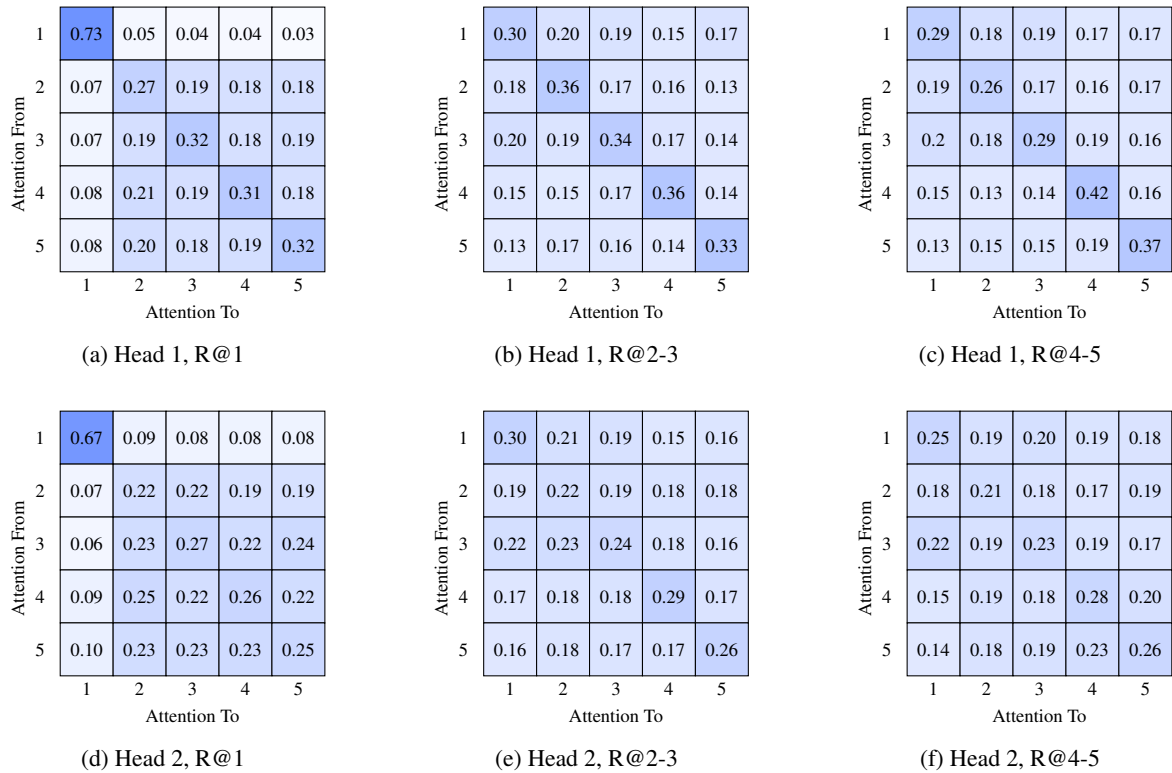 1 0.73 0.05 0.04 0.04 0.03 1 0.30 0.20 0.19 0.15 0.17 1 0.29 0.18 0.19 0.17 0.17
2 0.07 0.27 0.19 0.18 0.18 2 0.18 0.36 0.17 0.16 0.13 2 0.19 0.26 0.17 0.16 0.17
3 0.07 0.19 0.32 0.18 0.19 3 0.20 0.19 0.34 0.17 0.14 3 0.2 0.18 0.29 0.19 0.16
4 0.08 0.21 0.19 0.31 0.18 4 0.15 0.15 0.17 0.36 0.14 4 0.15 0.13 0.14 0.42 0.16
5 0.08 0.20 0.18 0.19 0.32 5 0.13 0.17 0.16 0.14 0.33 5 0.13 0.15 0.15 0.19 0.37
Attention From Attention From Attention From
1 2 3 4 5 1 2 3 4 5 1 2 3 4 5
Attention To Attention To Attention To
(a) Head 1, R@1 (b) Head 1, R@2-3 (c) Head 1, R@4-5
1 0.67 0.09 0.08 0.08 0.08 1 0.30 0.21 0.19 0.15 0.16 1 0.25 0.19 0.20 0.19 0.18
2 0.07 0.22 0.22 0.19 0.19 2 0.19 0.22 0.19 0.18 0.18 2 0.18 0.21 0.18 0.17 0.19
3 0.06 0.23 0.27 0.22 0.24 3 0.22 0.23 0.24 0.18 0.16 3 0.22 0.19 0.23 0.19 0.17
4 0.09 0.25 0.22 0.26 0.22 4 0.17 0.18 0.18 0.29 0.17 4 0.15 0.19 0.18 0.28 0.20
5 0.10 0.23 0.23 0.23 0.25 5 0.16 0.18 0.17 0.17 0.26 5 0.14 0.18 0.19 0.23 0.26
Attention From Attention From Attention From
1 2 3 4 5 1 2 3 4 5 1 2 3 4 5
Attention To Attention To Attention To
(d) Head 2, R@1 (e) Head 2, R@2-3 (f) Head 2, R@4-5